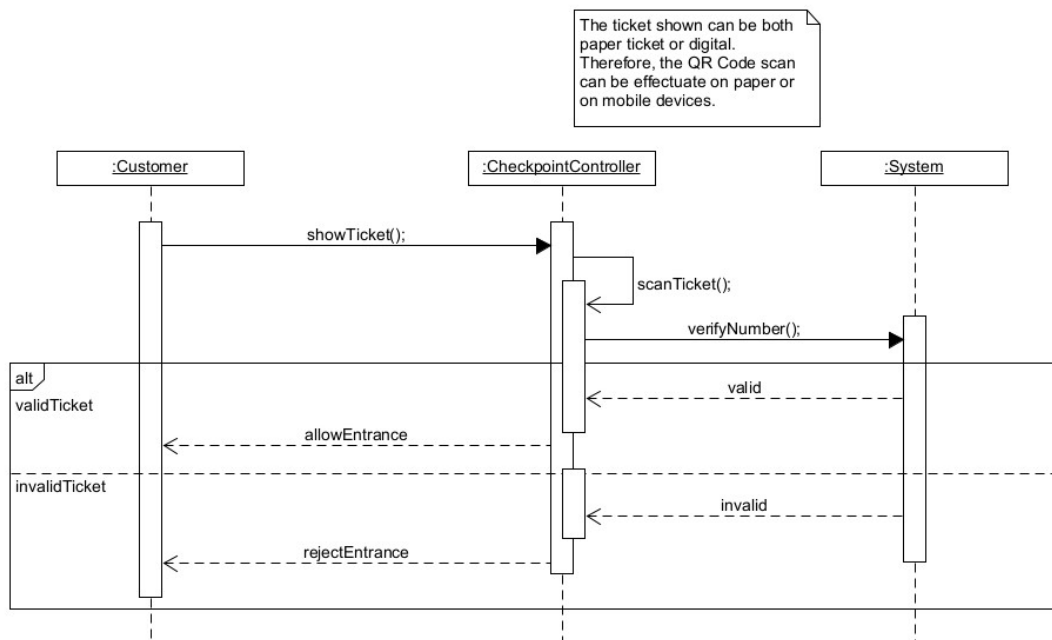 The ticket shown can be both
paper ticket or digital.
Therefore, the QR Code scan
can be effectuate on paper or
on mobile devices.
:Customer
:CheckpointController
:System
showTicket();
scanTicket();
verifyNumber();
alt
validTicket
valid
allowEntrance
invalidTicket
invalid
rejectEntrance